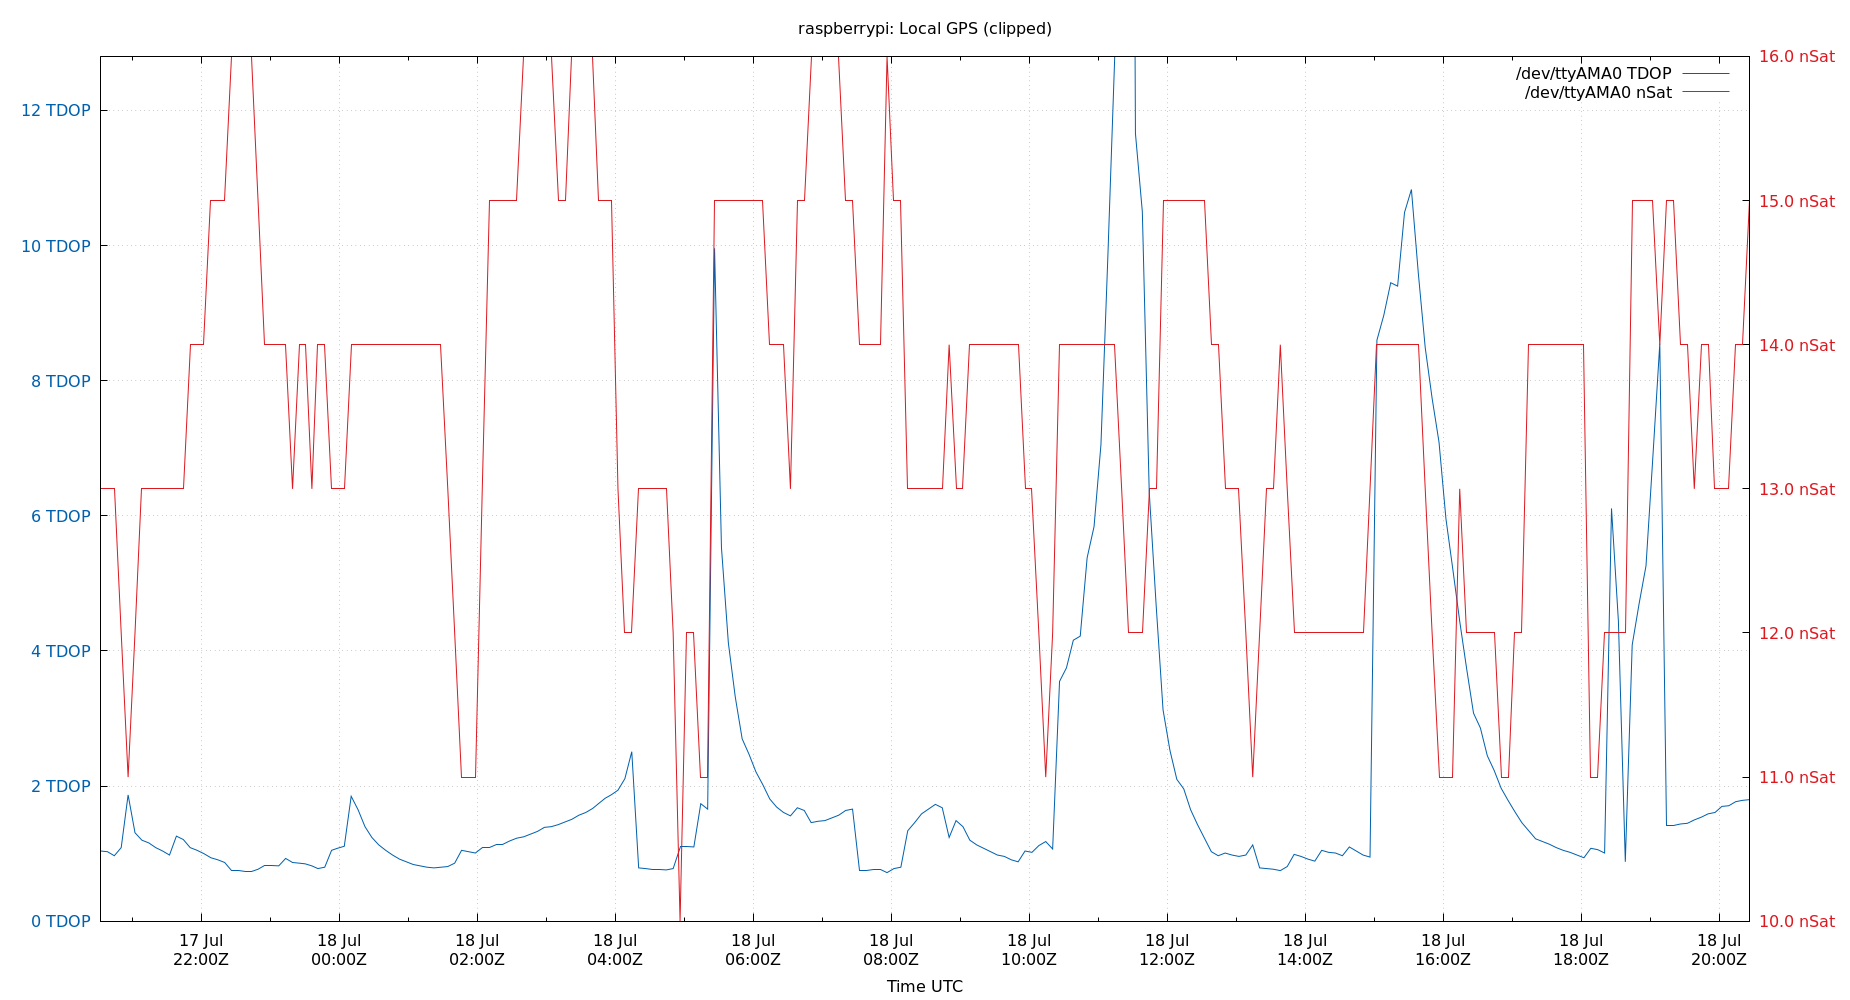 raspberrypi: Local GPS (clipped)
/dev/ttyAMA0 TDOP
/dev/ttyAMA0 nSat
12 TDOP
10 TDOP
8 TDOP
6 TDOP
4 TDOP
2 TDOP
0 TDOP
16.0 nSat
15.0 nSat
14.0 nSat
13.0 nSat
12.0 nSat
11.0 nSat
10.0 nSat
17 Jul
22:00Z
18 Jul
00:00Z
18 Jul
02:00Z
18 Jul
04:00Z
18 Jul
06:00Z
18 Jul
08:00Z
18 Jul
10:00Z
18 Jul
12:00Z
18 Jul
14:00Z
18 Jul
16:00Z
18 Jul
18:00Z
18 Jul
20:00Z
Time UTC